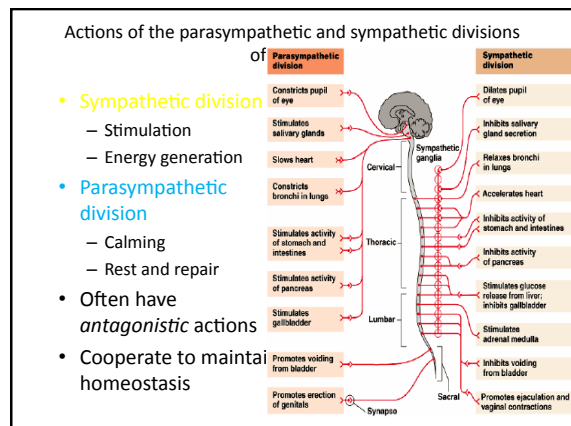 Actions of the parasympathetic and sympathetic divisions
of
• Sympathetic division
– Stimulation
– Energy generation
• Parasympathetic
division
– Calming
– Rest and repair
• Often have
antagonistic actions
• Cooperate to maintai
homeostasis
Parasympathetic
division
Constricts pupil
of eye
Stimulates
salivary glands
Slows heart
Constricts
bronchi in lungs
Stimulates activity
of stomach and
intestines
Stimulates activity
of pancreas
Stimulates
gallbladder
Promotes voiding
from bladder
Promotes erection
of genitals
Sympathetic
ganglia
Cervical
Thoracic
Lumbar
Sacral
Synapso
Sympathetic
division
Dilates pupil
of eye
Inhibits salivary
gland secretion
Relaxes bronchi
in lungs
Accelerates heart
Inhibits activity of
stomach and intestines
Inhibits activity
of pancreas
Stimulates glucose
release from liver;
inhibits gallbladder
Stimulates
adrenal medulla
Inhibits voiding
from bladder
Promotes ejaculation and
vaginal contractions